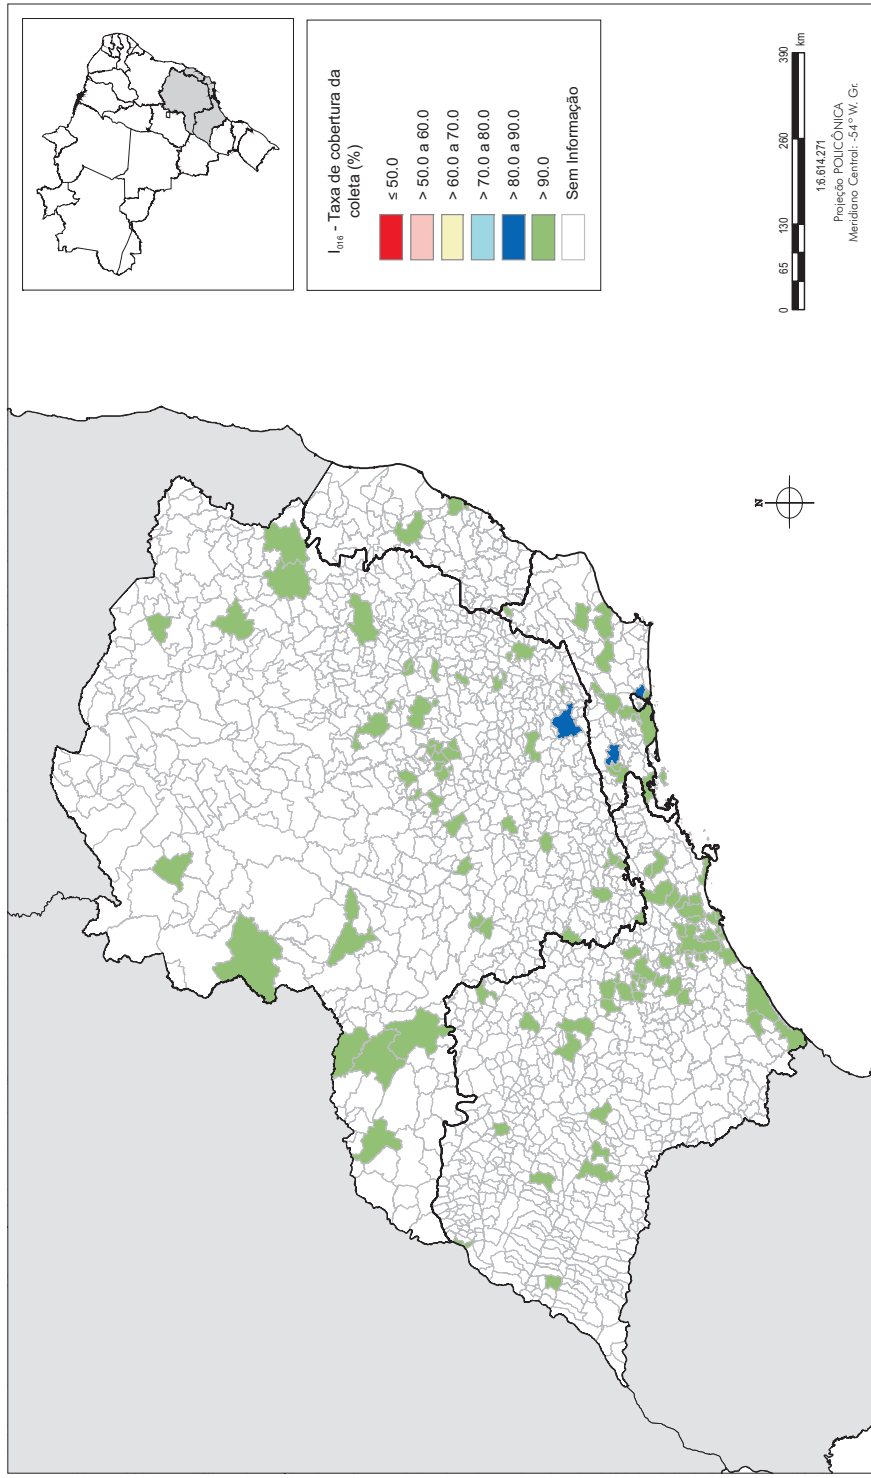 I016 - Taxa de cobertura da
coleta (%)
≤ 50.0
> 50.0 a 60.0
> 60.0 a 70.0
> 70.0 a 80.0
> 80.0 a 90.0
> 90.0
Sem Informação
N
0 65 130 260 390
km
1:6.614.271
Projeção POLICÔNICA
Meridiano Central: -54° W. Gr.